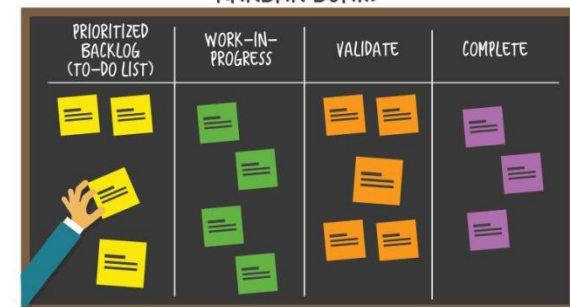 PRIORITIZED
BACKLOG
(TO-DO LIST)
WORK-IN-
PROGRESS
VALIDATE
COMPLETE